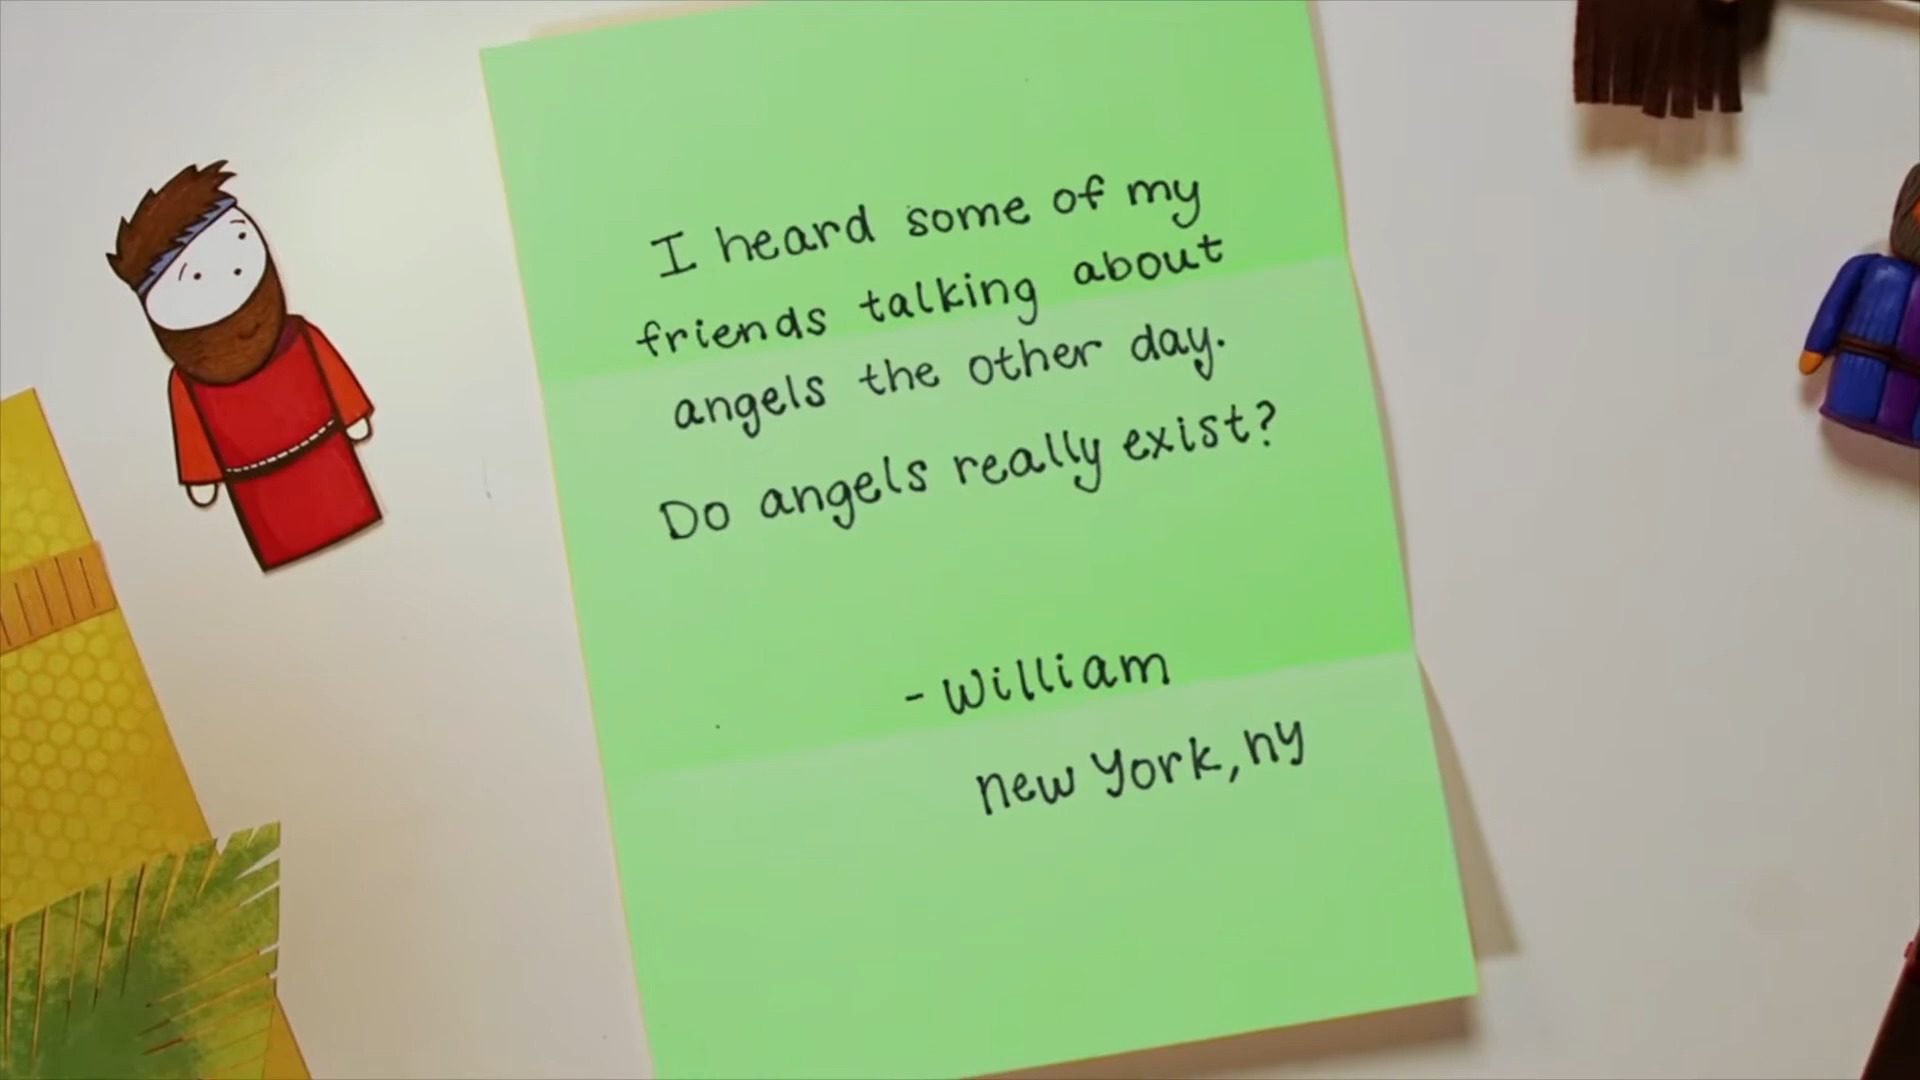 I heard some of my
friends talking about
angels the other day.
Do angels really exist?
- William
new york, ny